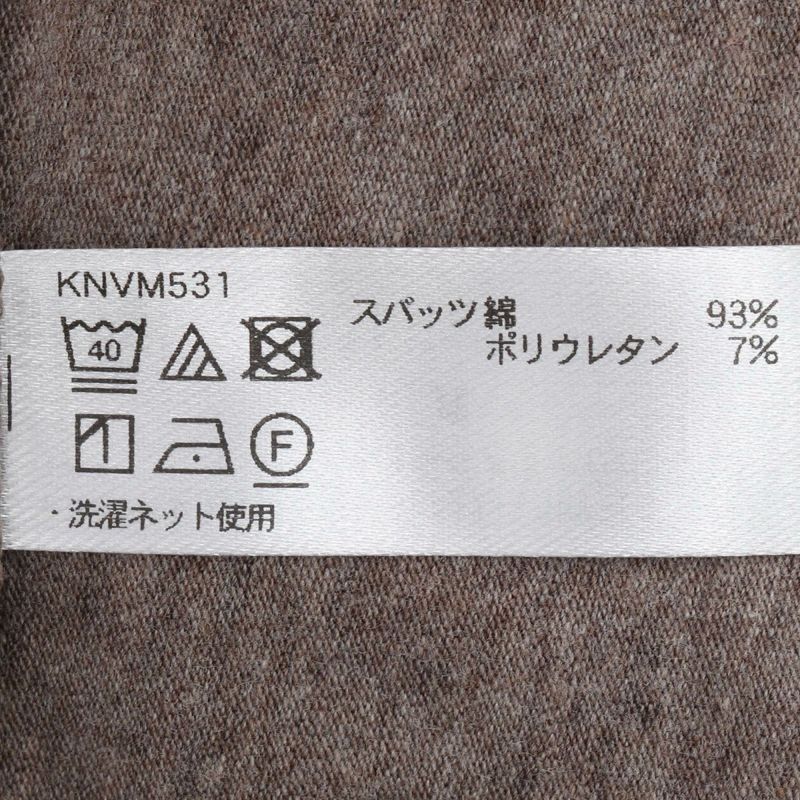 KNVM531
スパッツ 綿 93%
ポリウレタン 7%
40
F
・洗濯ネット使用